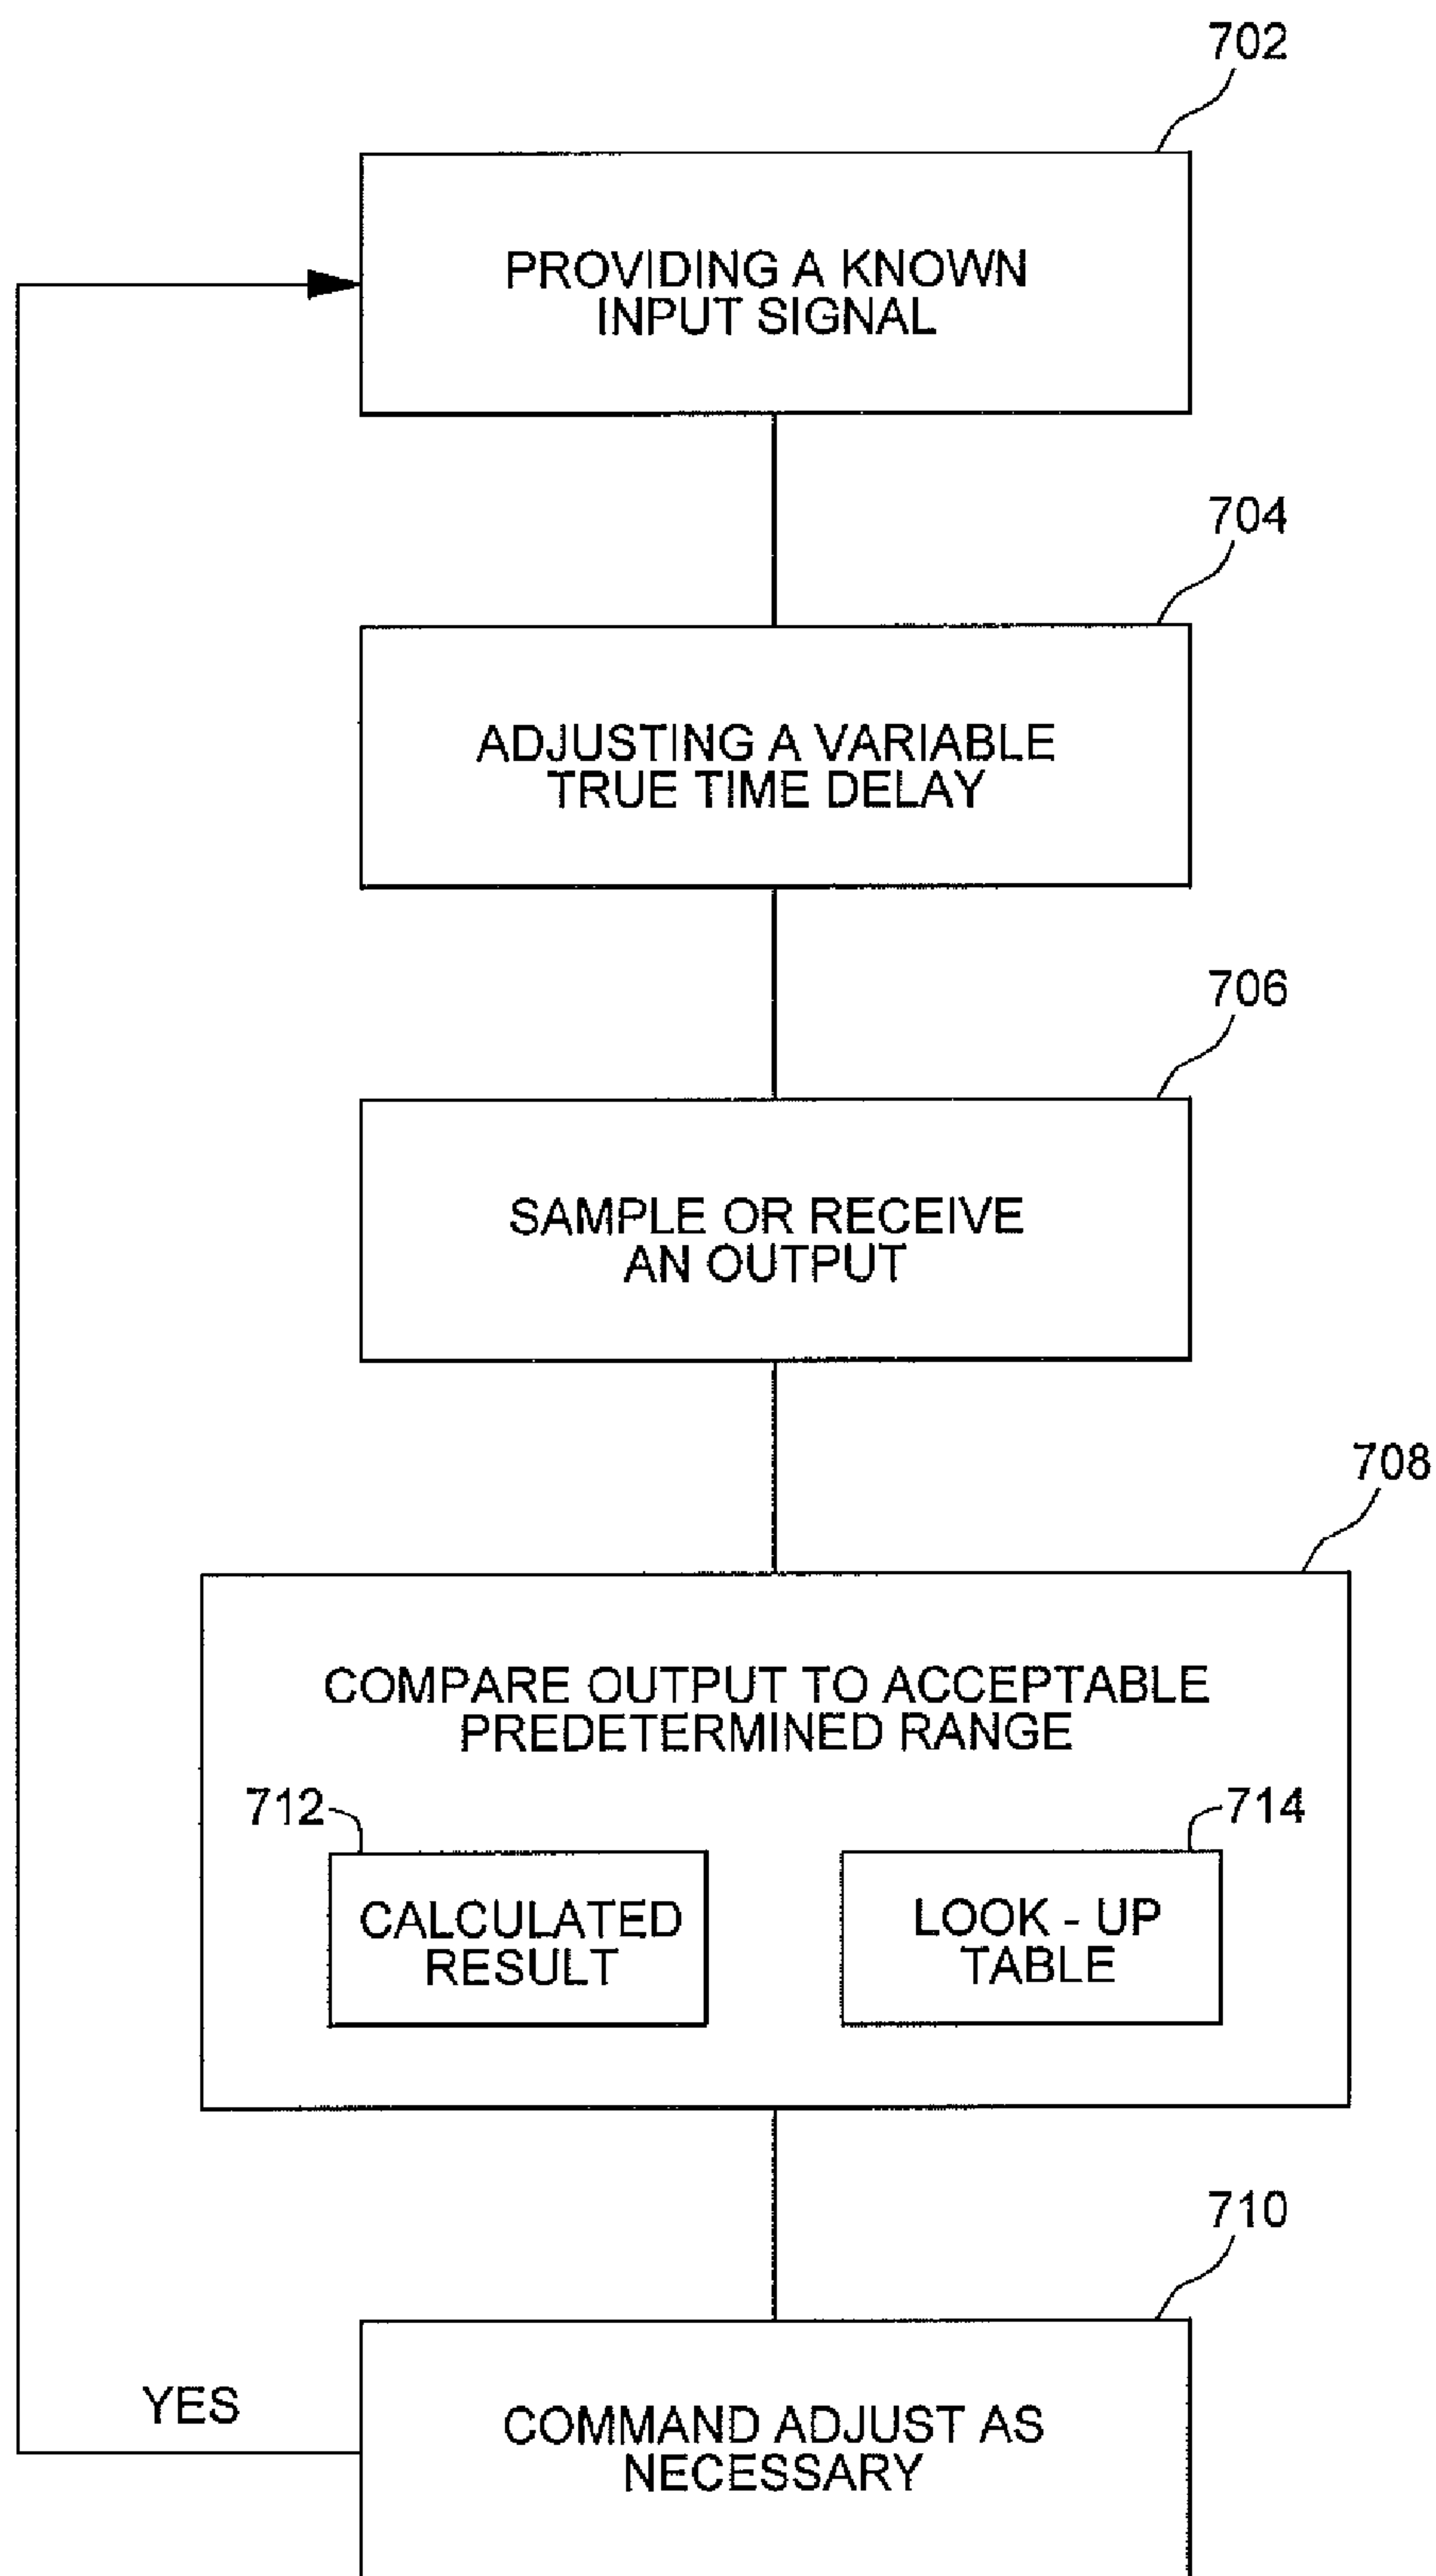 702
PROVIDING A KNOWN
INPUT SIGNAL
704
ADJUSTING A VARIABLE
TRUE TIME DELAY
706
SAMPLE OR RECEIVE
AN OUTPUT
708
COMPARE OUTPUT TO ACCEPTABLE
PREDETERMINED RANGE
712
714
CALCULATED
RESULT
LOOK - UP
TABLE
710
YES
COMMAND ADJUST AS
NECESSARY